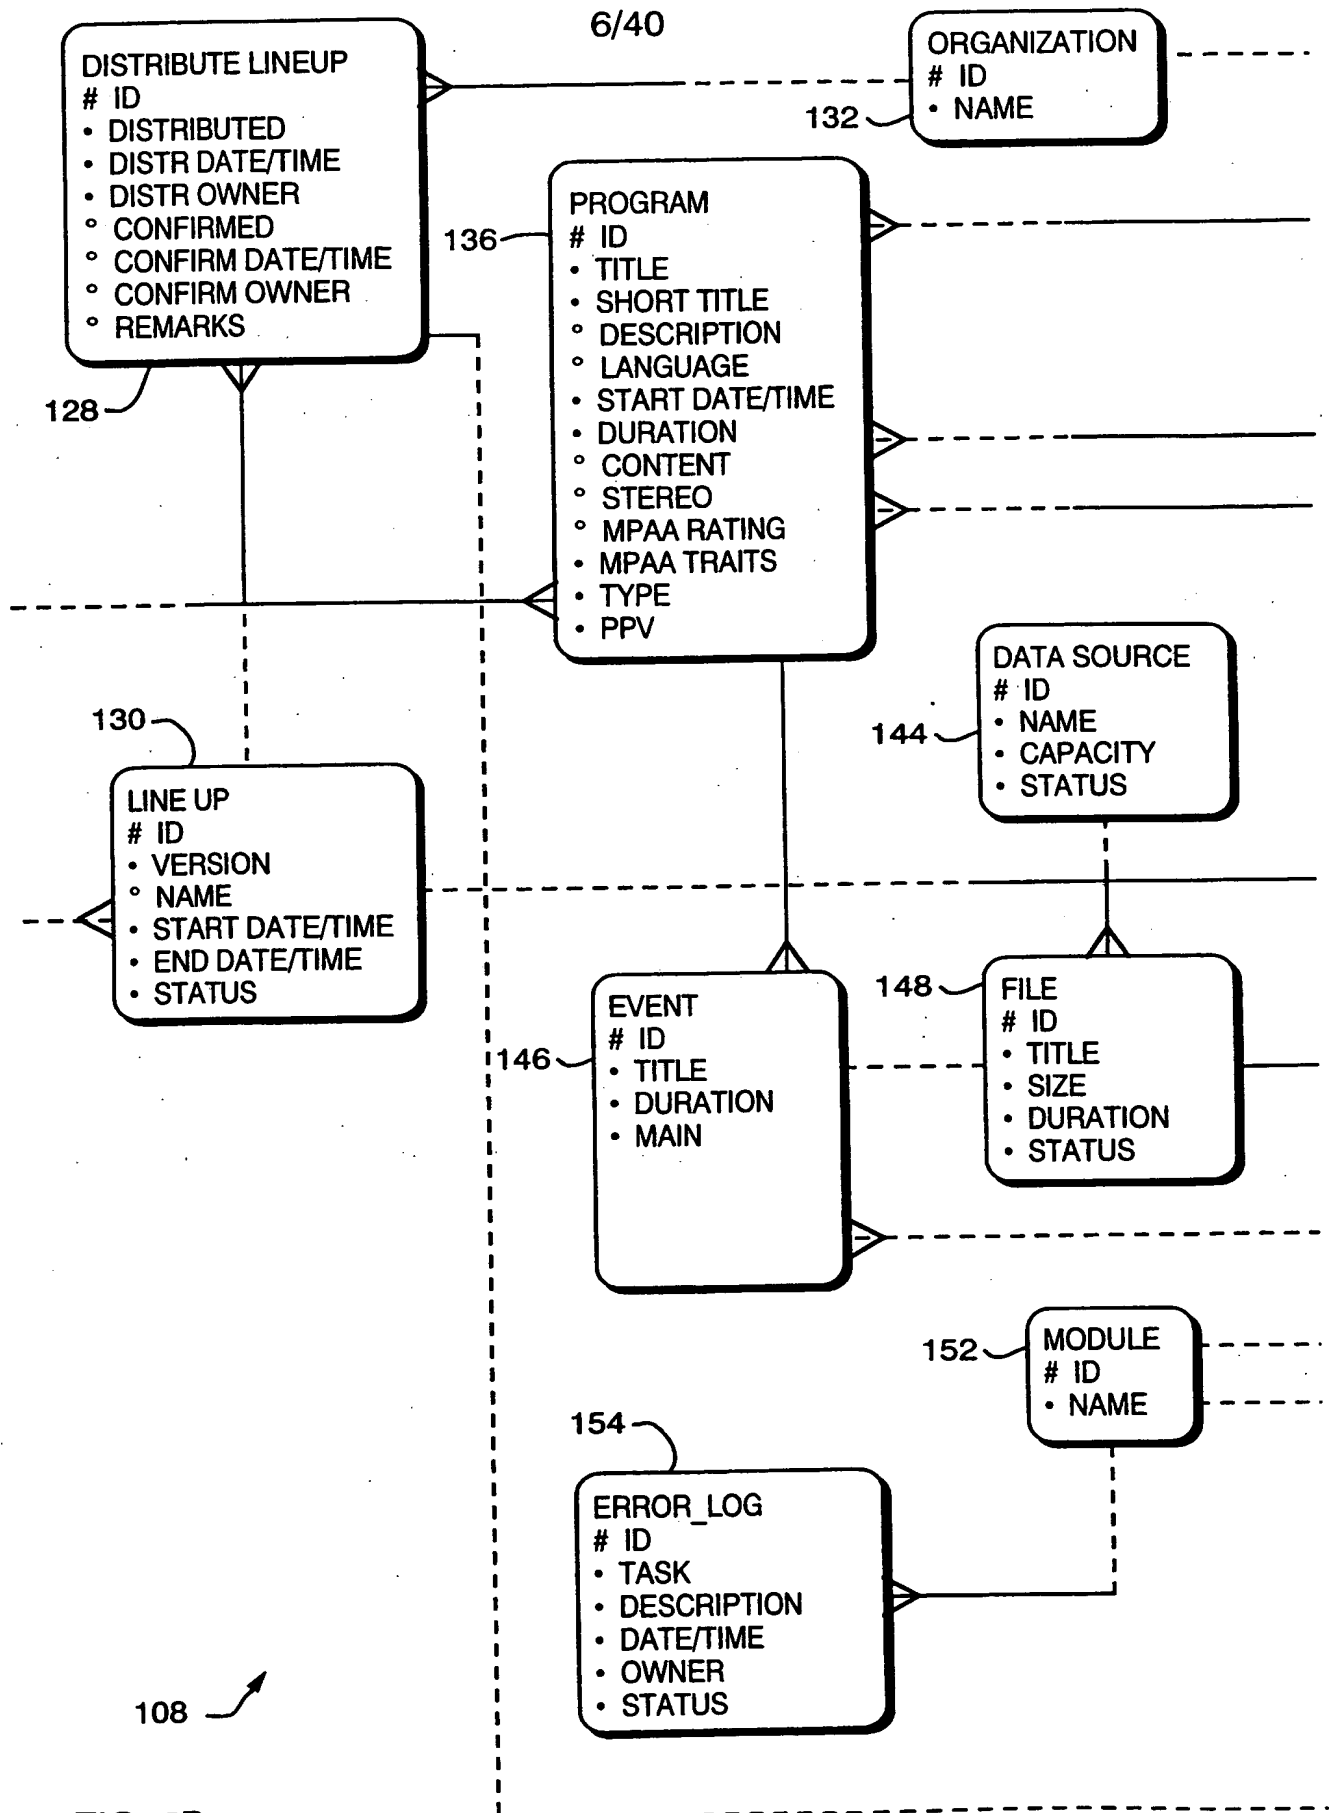 6/40
DISTRIBUTE LINEUP
# ID
• DISTRIBUTED
• DISTR DATE/TIME
• DISTR OWNER
° CONFIRMED
° CONFIRM DATE/TIME
° CONFIRM OWNER
° REMARKS
128
ORGANIZATION
# ID
• NAME
132
PROGRAM
# ID
• TITLE
• SHORT TITLE
° DESCRIPTION
° LANGUAGE
• START DATE/TIME
• DURATION
° CONTENT
° STEREO
° MPAA RATING
• MPAA TRAITS
• TYPE
• PPV
136
DATA SOURCE
# ID
• NAME
• CAPACITY
• STATUS
144
130
LINE UP
# ID
• VERSION
° NAME
• START DATE/TIME
• END DATE/TIME
• STATUS
EVENT
# ID
• TITLE
• DURATION
• MAIN
146
148
FILE
# ID
• TITLE
• SIZE
• DURATION
• STATUS
152
MODULE
# ID
• NAME
154
ERROR_LOG
# ID
• TASK
• DESCRIPTION
• DATE/TIME
• OWNER
• STATUS
108